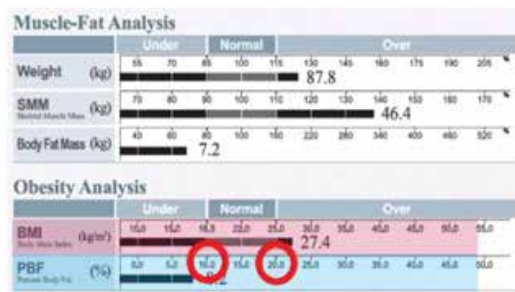 Muscle-Fat Analysis
Under Normal Over
Weight (kg) 55 70 85 100 115 130 145 160 175 190 205 %
87.8
SMM (kg) 70 80 90 100 110 120 130 140 150 160 170 %
Skeletal Muscle Mass
46.4
Body Fat Mass (kg) 40 60 80 100 160 220 280 340 400 460 520 %
7.2
Obesity Analysis
Under Normal Over
BMI (kg/m²) 10.0 15.0 18.5 22.0 25.0 30.0 35.0 40.0 45.0 50.0 55.0
Body Mass Index
27.4
PBF (%) 0.0 5.0 10.0 15.0 20.0 25.0 30.0 35.0 40.0 45.0 50.0
Percent Body Fat
8.2